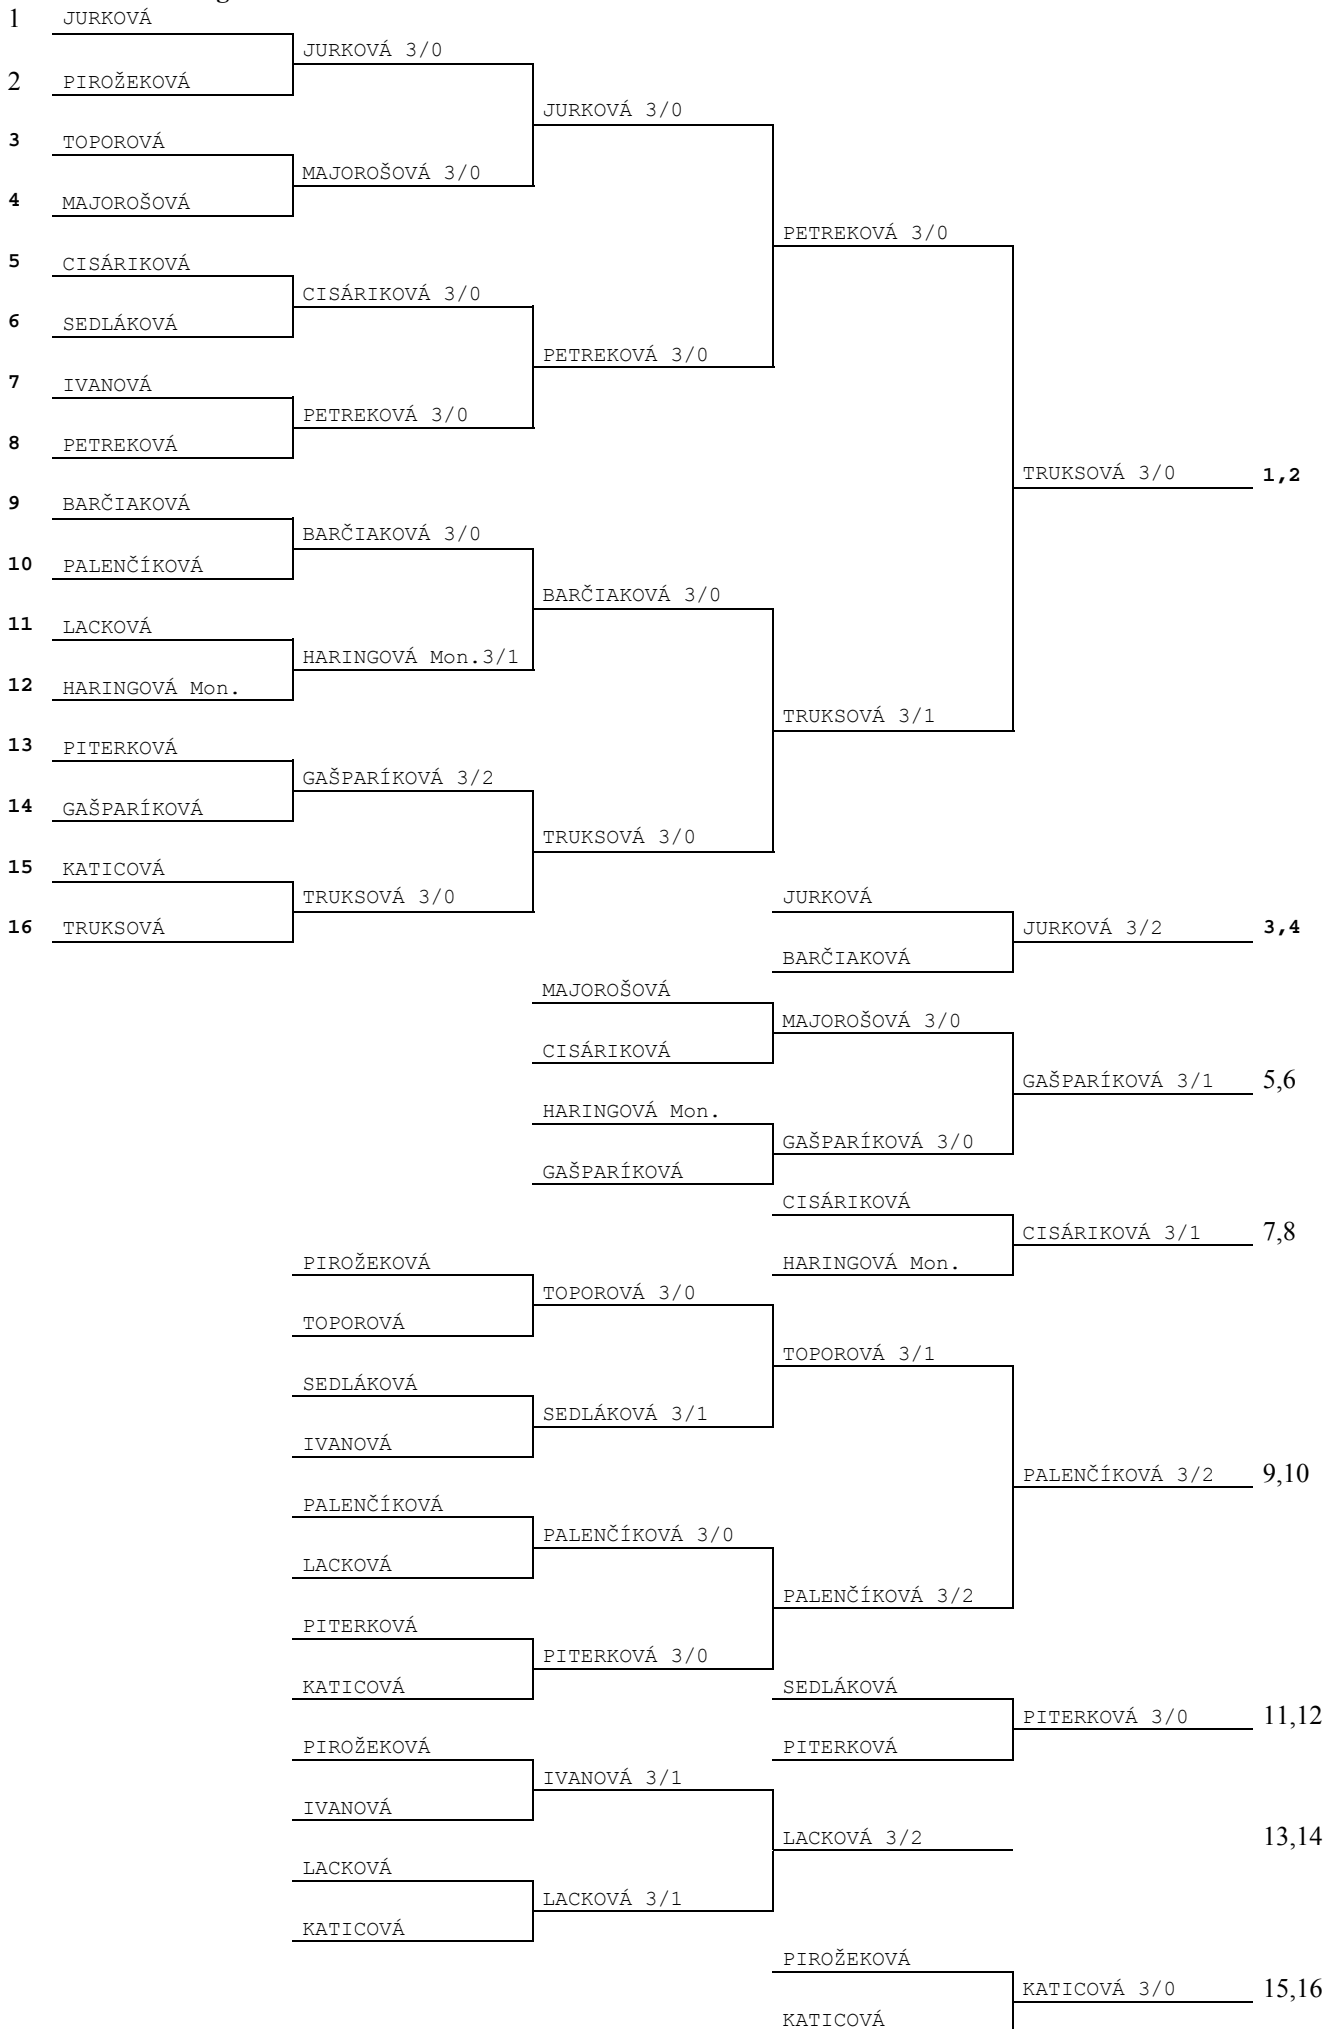 1 JURKOVÁ
JURKOVÁ 3/0
2 PIROŽEKOVÁ
JURKOVÁ 3/0
3 TOPOROVÁ
MAJOROŠOVÁ 3/0
4 MAJOROŠOVÁ
PETREKOVÁ 3/0
5 CISÁRIKOVÁ
CISÁRIKOVÁ 3/0
6 SEDLÁKOVÁ
PETREKOVÁ 3/0
7 IVANOVÁ
PETREKOVÁ 3/0
8 PETREKOVÁ
TRUKSOVÁ 3/0 1,2
9 BARČIAKOVÁ
BARČIAKOVÁ 3/0
10 PALENČÍKOVÁ
BARČIAKOVÁ 3/0
11 LACKOVÁ
HARINGOVÁ Mon.3/1
12 HARINGOVÁ Mon.
TRUKSOVÁ 3/1
13 PITERKOVÁ
GAŠPARÍKOVÁ 3/2
14 GAŠPARÍKOVÁ
TRUKSOVÁ 3/0
15 KATICOVÁ
TRUKSOVÁ 3/0 JURKOVÁ
16 TRUKSOVÁ JURKOVÁ 3/2 3,4
BARČIAKOVÁ
MAJOROŠOVÁ
MAJOROŠOVÁ 3/0
CISÁRIKOVÁ
GAŠPARÍKOVÁ 3/1 5,6
HARINGOVÁ Mon.
GAŠPARÍKOVÁ 3/0
GAŠPARÍKOVÁ
CISÁRIKOVÁ
CISÁRIKOVÁ 3/1 7,8
PIROŽEKOVÁ HARINGOVÁ Mon.
TOPOROVÁ 3/0
TOPOROVÁ
TOPOROVÁ 3/1
SEDLÁKOVÁ
SEDLÁKOVÁ 3/1
IVANOVÁ
PALENČÍKOVÁ 3/2 9,10
PALENČÍKOVÁ
PALENČÍKOVÁ 3/0
LACKOVÁ
PALENČÍKOVÁ 3/2
PITERKOVÁ
PITERKOVÁ 3/0
KATICOVÁ SEDLÁKOVÁ
PITERKOVÁ 3/0 11,12
PIROŽEKOVÁ PITERKOVÁ
IVANOVÁ 3/1
IVANOVÁ
LACKOVÁ 3/2 13,14
LACKOVÁ
LACKOVÁ 3/1
KATICOVÁ
PIROŽEKOVÁ
KATICOVÁ 3/0 15,16
KATICOVÁ